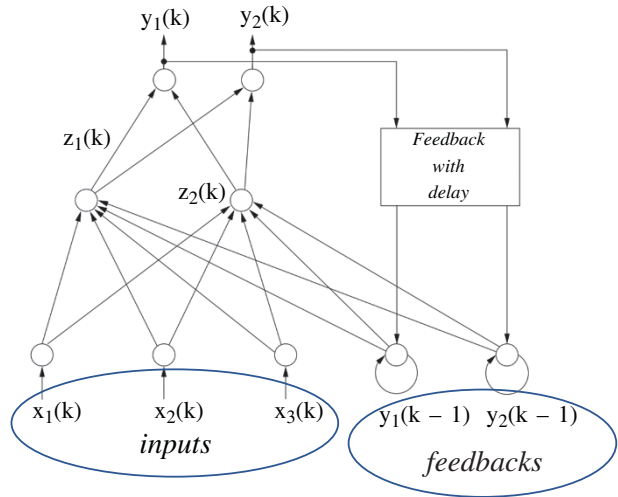 y₁(k) y₂(k)
z₁(k)
Feedback
with
delay
z₂(k)
x₁(k) x₂(k) x₃(k) y₁(k − 1) y₂(k − 1)
inputs
feedbacks